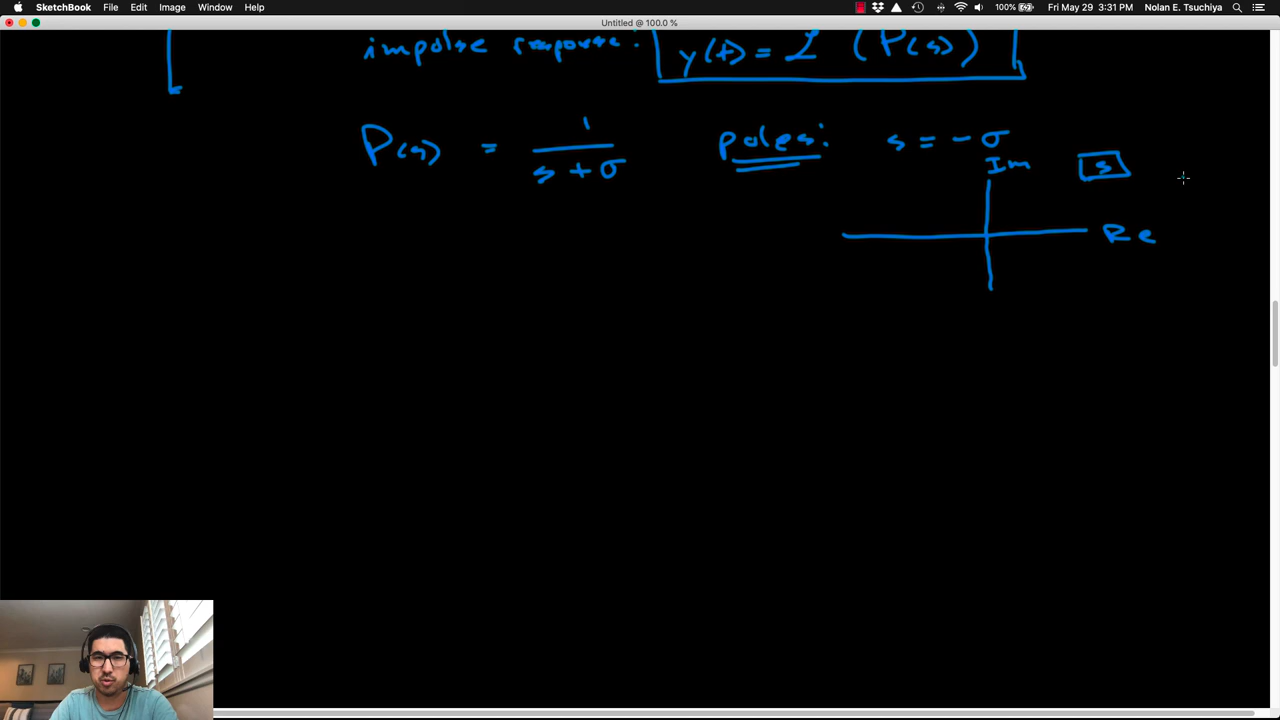 SketchBook File Edit Image Window Help 100% Fri May 29 3:31 PM Nolan E. Tsuchiya
Untitled @ 100.0 %
impulse response: y(t) = ℒ (P(s))
P(s) = 1 / (s + σ) poles: s = - σ
Im s
Re